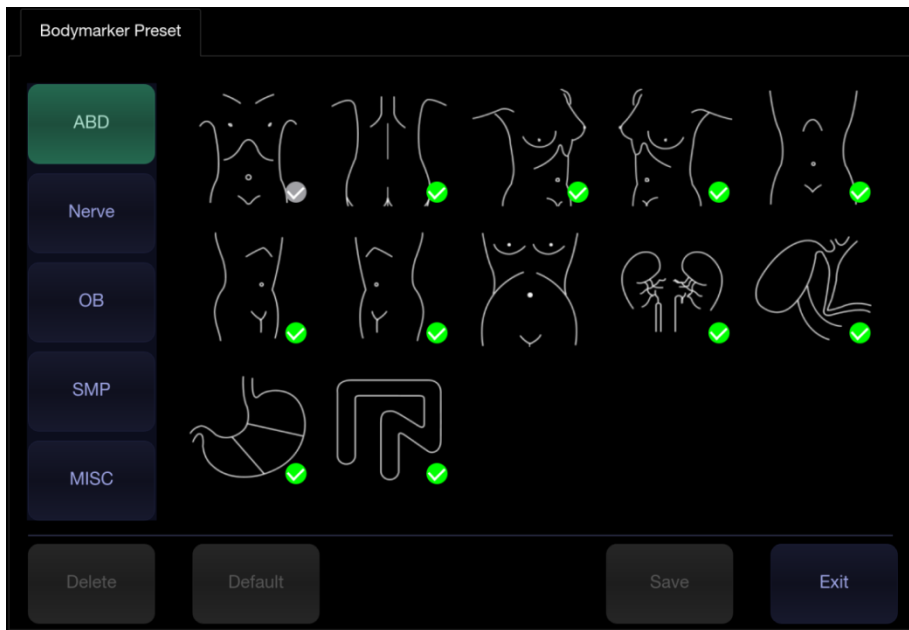 Bodymarker Preset
ABD
Nerve
OB
SMP
MISC
Delete
Default
Save
Exit